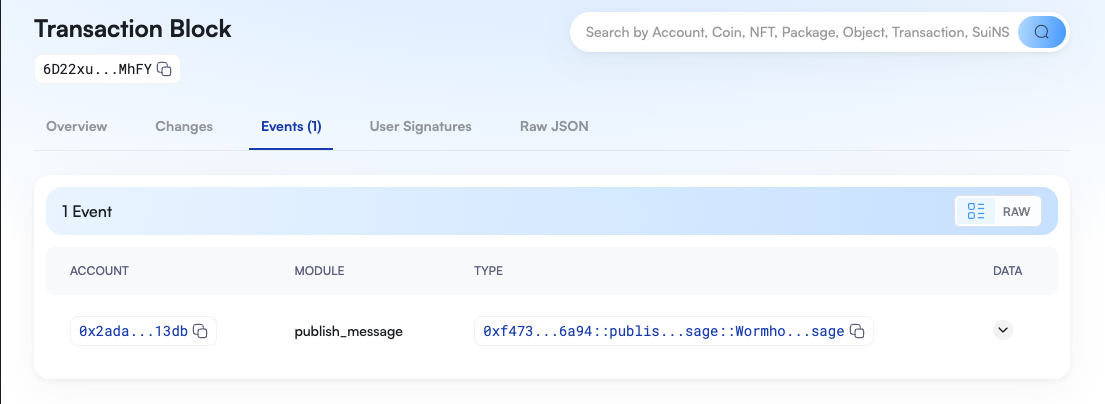 Transaction Block
Search by Account, Coin, NFT, Package, Object, Transaction, SuiNS
6D22xu...MhFY
Overview Changes Events (1) User Signatures Raw JSON
1 Event RAW
ACCOUNT MODULE TYPE DATA
0x2ada...13db publish_message 0xf473...6a94::publis...sage::Wormho...sage